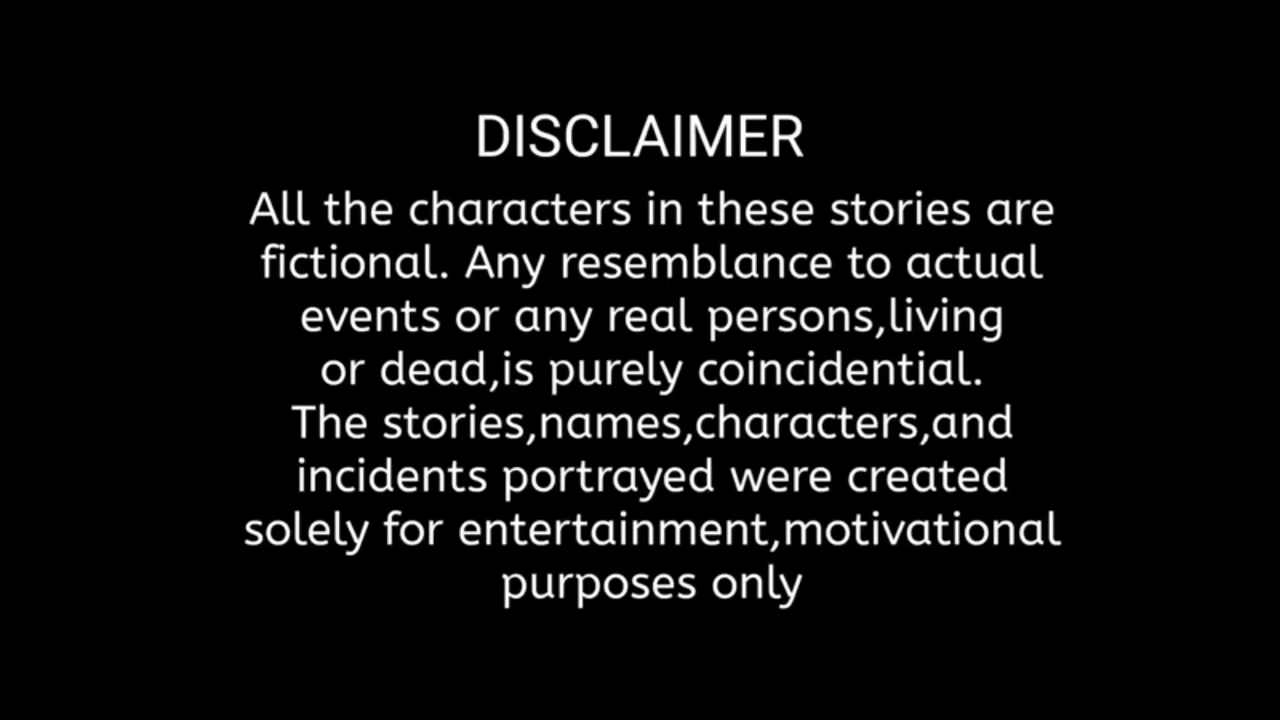 DISCLAIMER
All the characters in these stories are
fictional. Any resemblance to actual
events or any real persons,living
or dead,is purely coincidential.
The stories,names,characters,and
incidents portrayed were created
solely for entertainment,motivational
purposes only